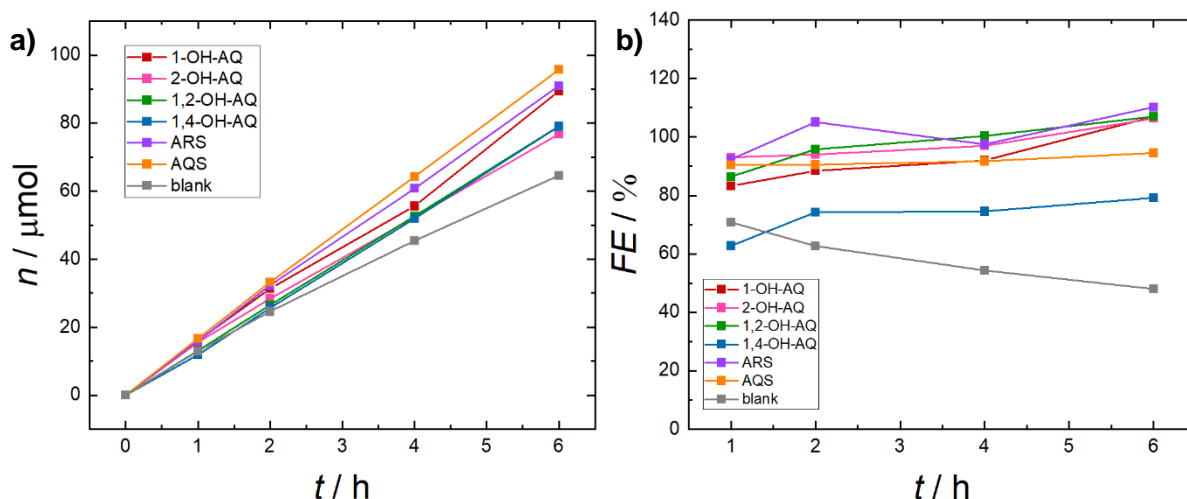 a)
n / μmol
100
80
60
40
20
0
1-OH-AQ
2-OH-AQ
1,2-OH-AQ
1,4-OH-AQ
ARS
AQS
blank
0 1 2 3 4 5 6
t / h
b)
FE / %
140
120
100
80
60
40
20
0
1-OH-AQ
2-OH-AQ
1,2-OH-AQ
1,4-OH-AQ
ARS
AQS
blank
1 2 3 4 5 6
t / h